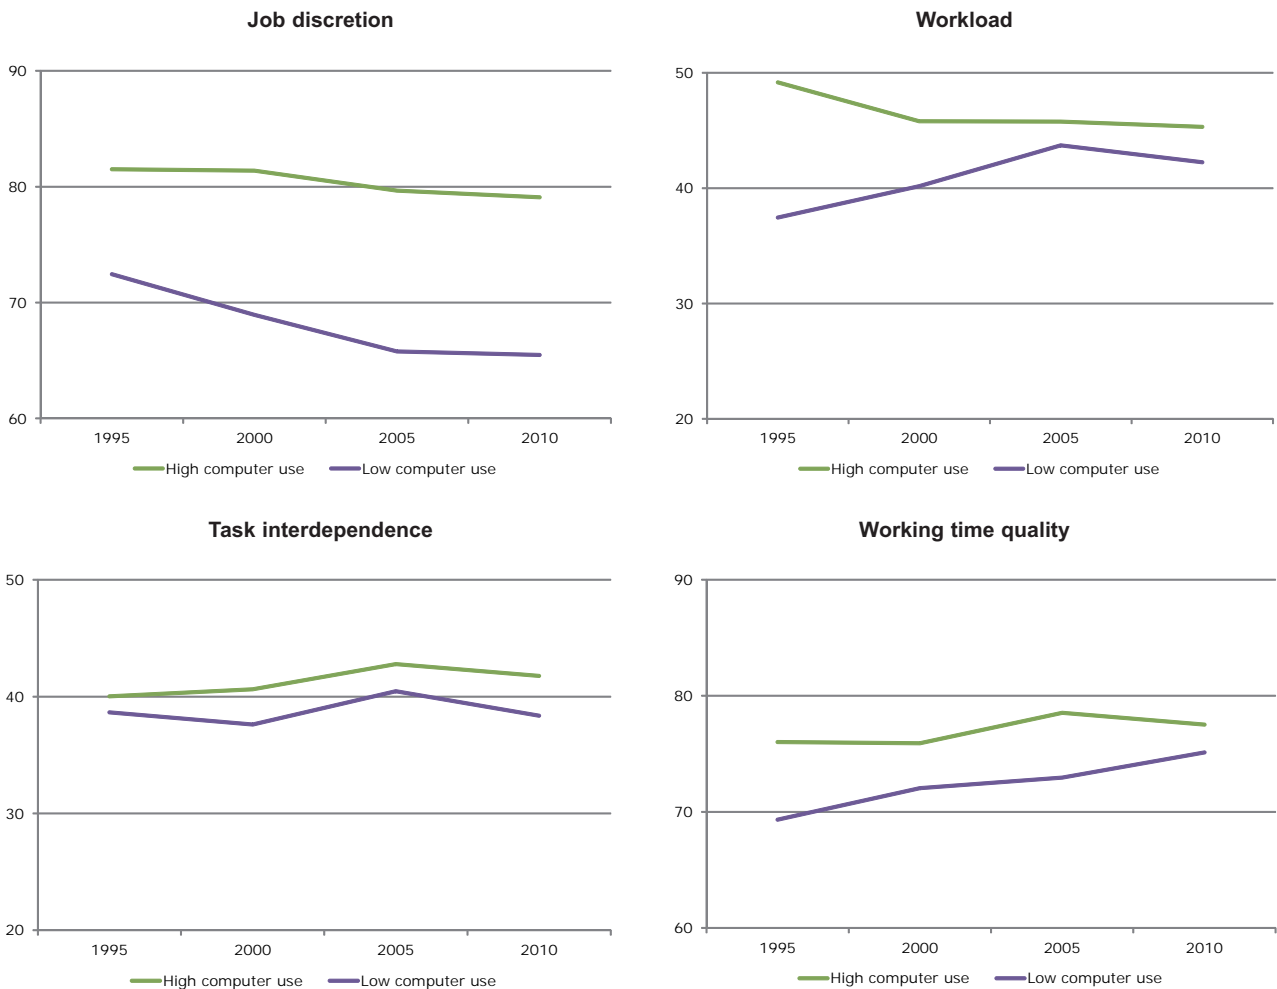 Job discretion
90
80
70
60
1995 2000 2005 2010
High computer use Low computer use
Workload
50
40
30
20
1995 2000 2005 2010
High computer use Low computer use
Task interdependence
50
40
30
20
1995 2000 2005 2010
High computer use Low computer use
Working time quality
90
80
70
60
1995 2000 2005 2010
High computer use Low computer use